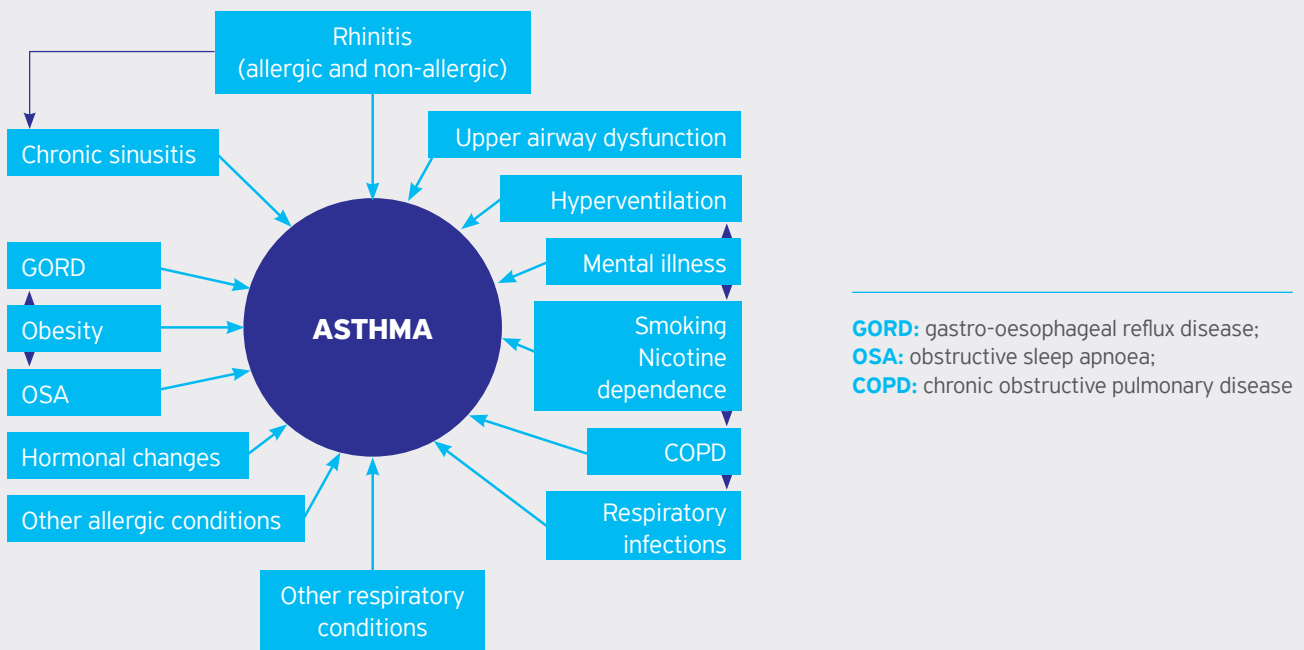 Rhinitis
(allergic and non-allergic)
Chronic sinusitis
Upper airway dysfunction
Hyperventilation
Mental illness
GORD
Obesity
OSA
ASTHMA
Smoking
Nicotine
dependence
Hormonal changes
COPD
Other allergic conditions
Respiratory
infections
Other respiratory
conditions
GORD: gastro-oesophageal reflux disease;
OSA: obstructive sleep apnoea;
COPD: chronic obstructive pulmonary disease